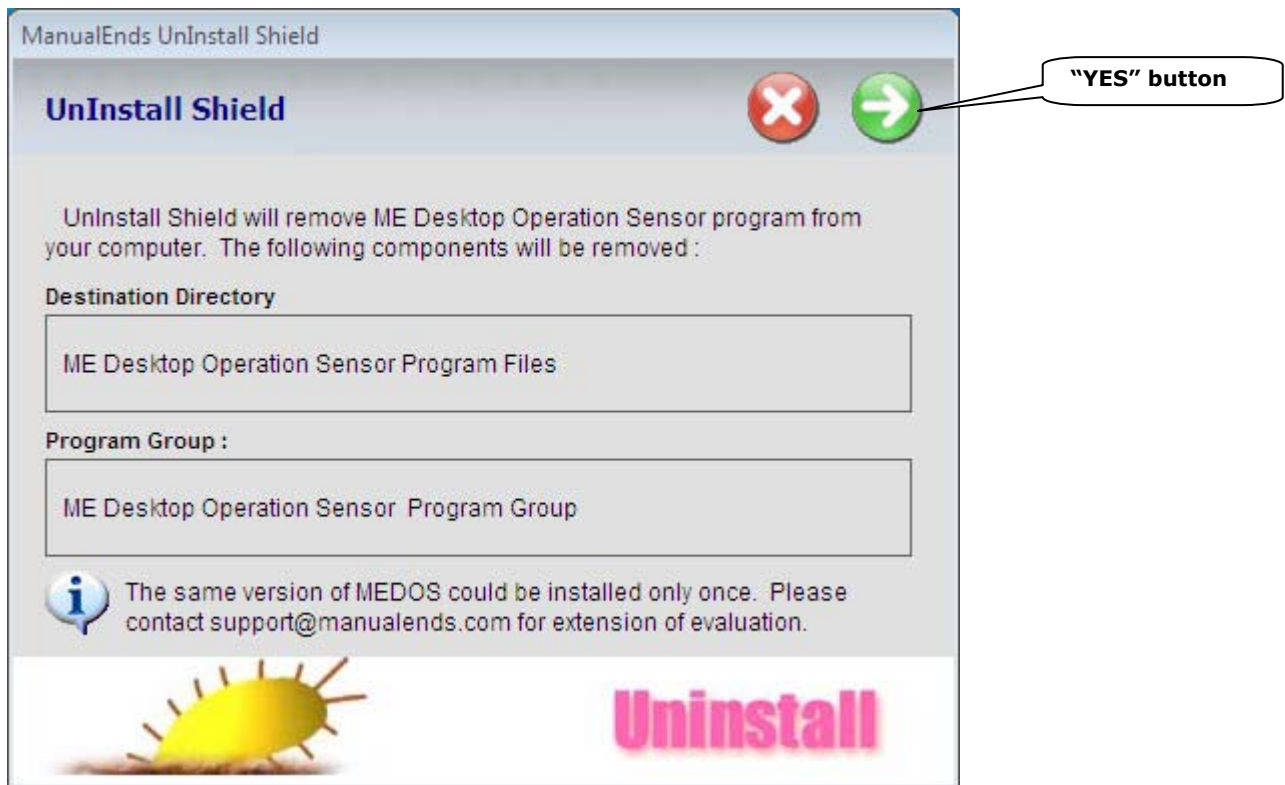 ManualEnds UnInstall Shield
UnInstall Shield
“YES” button
UnInstall Shield will remove ME Desktop Operation Sensor program from
your computer. The following components will be removed :
Destination Directory
ME Desktop Operation Sensor Program Files
Program Group :
ME Desktop Operation Sensor Program Group
The same version of MEDOS could be installed only once. Please
contact support@manualends.com for extension of evaluation.
Uninstall